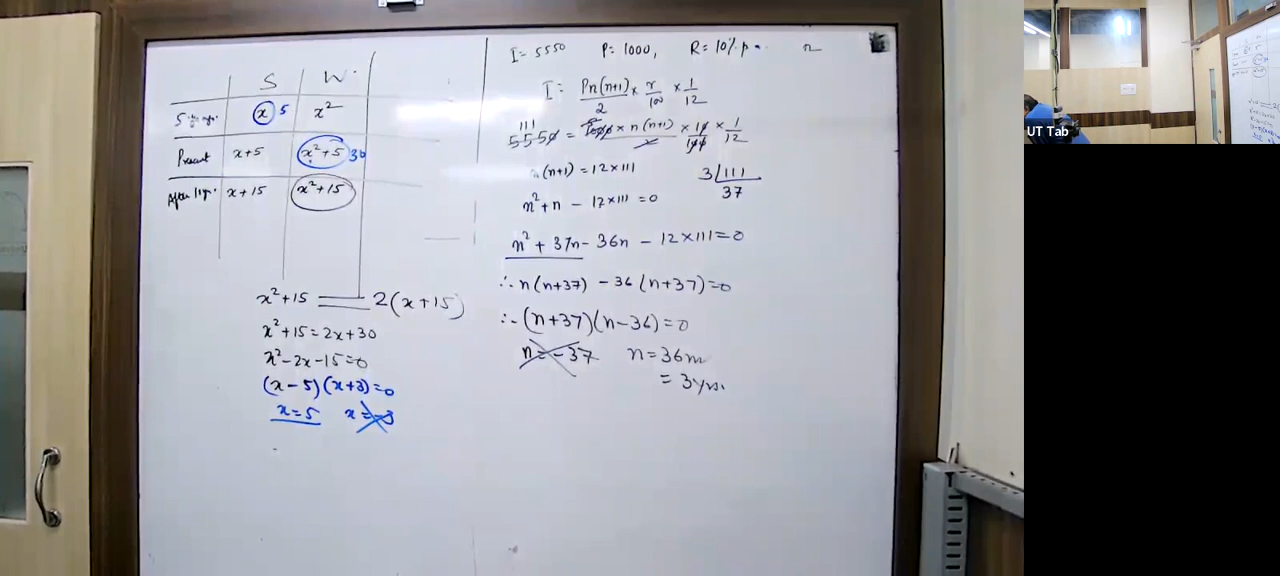 S W
5 yrs ago x 5 x²
Present x+5 x²+5 30
After 10 yr. x+15 x²+15
x²+15 = 2(x+15)
x²+15=2x+30
x²-2x-15=0
(x-5)(x+3)=0
x=5 x=-3
I=5550 P=1000, R=10% p.a. n
I = Pn(n+1)/2 × r/100 × 1/12
111
5550 = 1000 × n(n+1)/2 × 10/100 × 1/12
n(n+1) = 12×111
3 111
37
n²+n - 12×111=0
n²+37n-36n - 12×111=0
∴ n(n+37) - 36(n+37)=0
∴ (n+37)(n-36)=0
n=-37 n=36m
= 3 yrs.
UT Tab